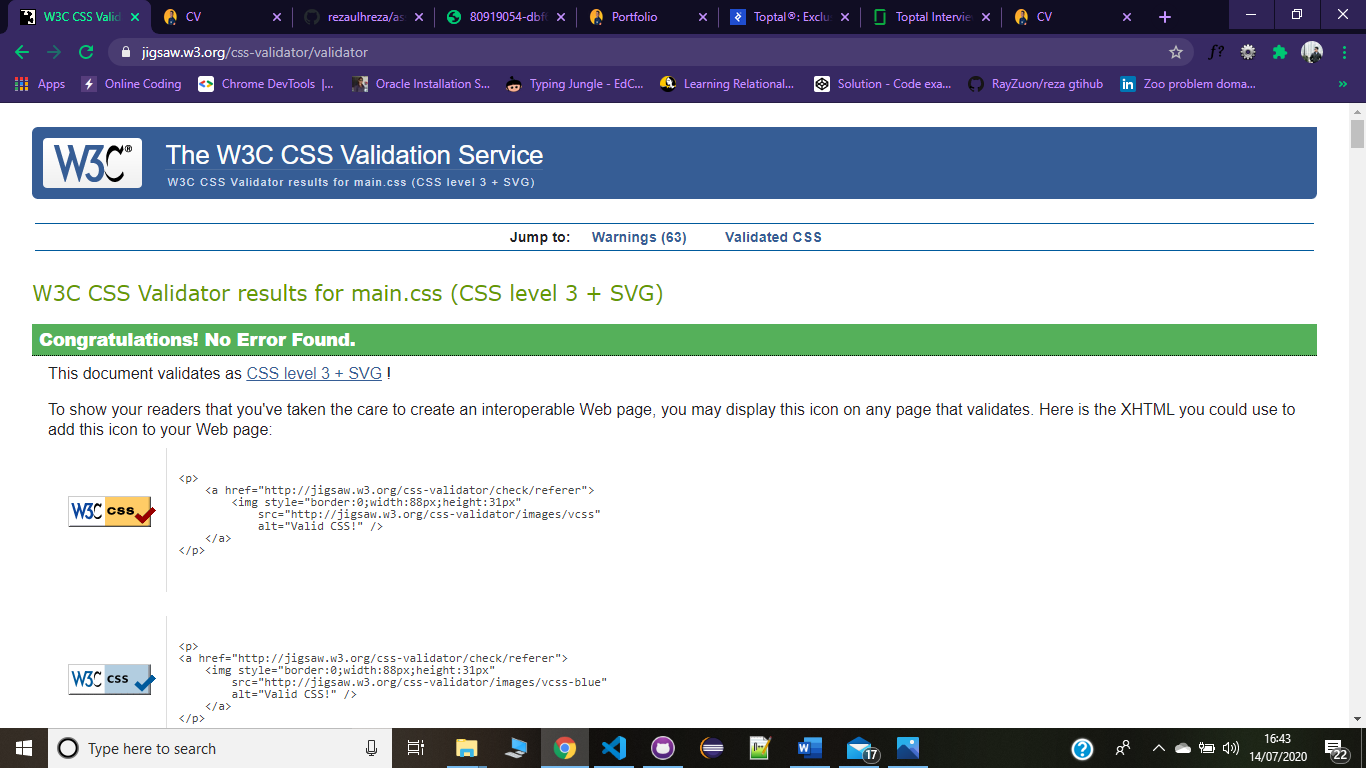 W3C CSS Valid
CV
rezaulhreza/as
80919054-dbff
Portfolio
Toptal®: Exclus
Toptal Intervie
CV
jigsaw.w3.org/css-validator/validator
f?
Apps
Online Coding
Chrome DevTools |...
Oracle Installation S...
Typing Jungle - EdC...
Learning Relational...
Solution - Code exa...
RayZuon/reza gtihub
Zoo problem doma...
W3C®
The W3C CSS Validation Service
W3C CSS Validator results for main.css (CSS level 3 + SVG)
Jump to: Warnings (63) Validated CSS
W3C CSS Validator results for main.css (CSS level 3 + SVG)
Congratulations! No Error Found.
This document validates as CSS level 3 + SVG !
To show your readers that you've taken the care to create an interoperable Web page, you may display this icon on any page that validates. Here is the XHTML you could use to
add this icon to your Web page:
W3C css
<p>
<a href="http://jigsaw.w3.org/css-validator/check/referer">
<img style="border:0;width:88px;height:31px"
src="http://jigsaw.w3.org/css-validator/images/vcss"
alt="Valid CSS!" />
</a>
</p>
W3C css
<p>
<a href="http://jigsaw.w3.org/css-validator/check/referer">
<img style="border:0;width:88px;height:31px"
src="http://jigsaw.w3.org/css-validator/images/vcss-blue"
alt="Valid CSS!" />
</a>
</p>
Type here to search
17
16:43
14/07/2020
22